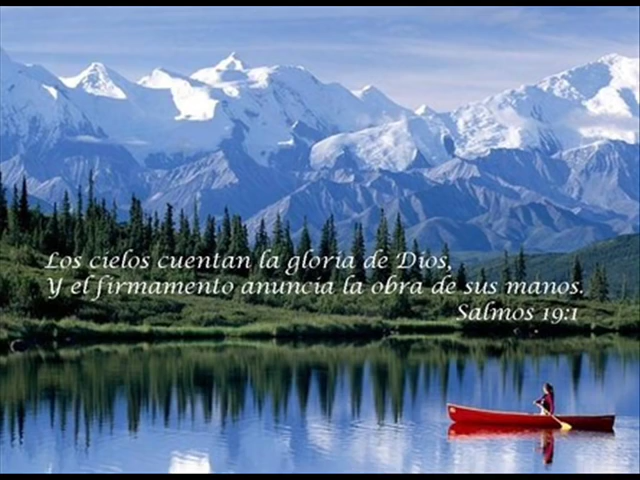 Los cielos cuentan la gloria de Dios,
Y el firmamento anuncia la obra de sus manos.
Salmos 19:1